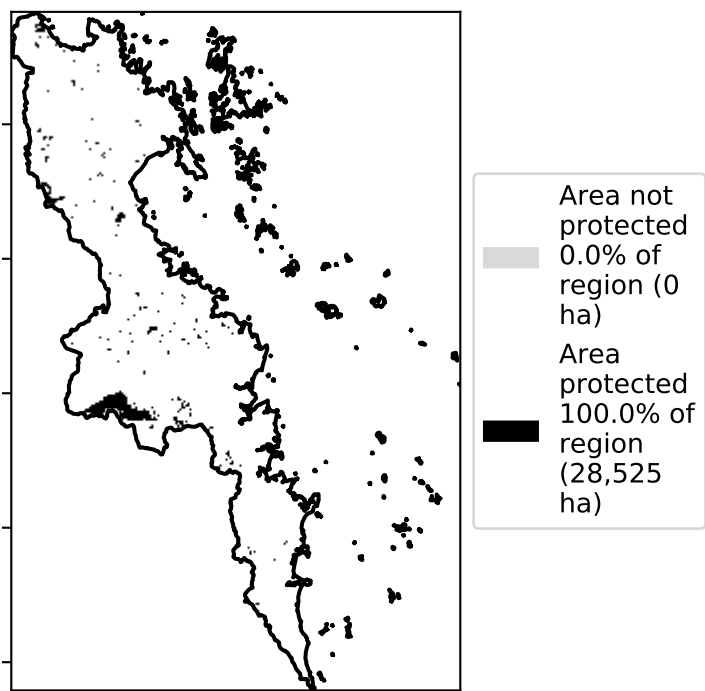 Area not
protected
0.0% of
region (0
ha)
Area
protected
100.0% of
region
(28,525
ha)